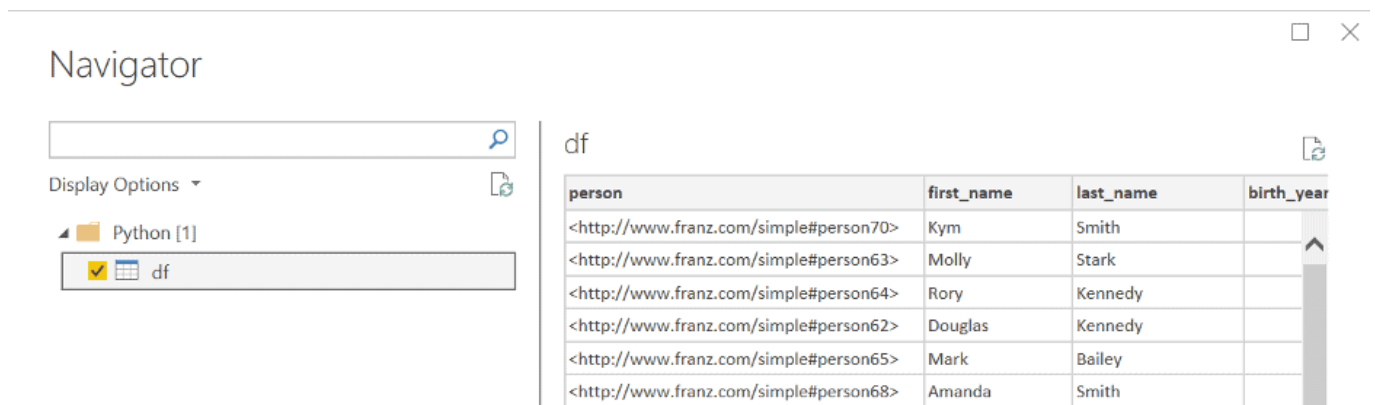 Navigator
df
Display Options
Python [1]
df
person first_name last_name birth_year
<http://www.franz.com/simple#person70> Kym Smith
<http://www.franz.com/simple#person63> Molly Stark
<http://www.franz.com/simple#person64> Rory Kennedy
<http://www.franz.com/simple#person62> Douglas Kennedy
<http://www.franz.com/simple#person65> Mark Bailey
<http://www.franz.com/simple#person68> Amanda Smith